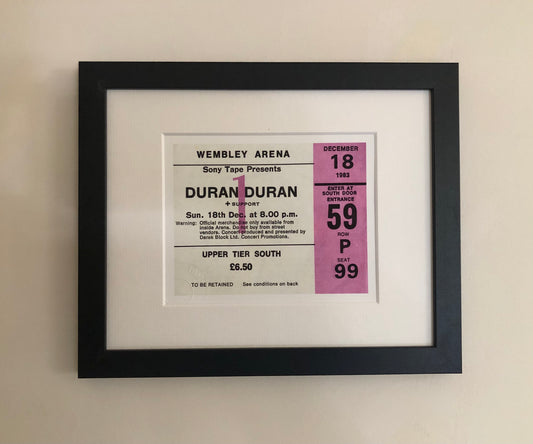 WEMBLEY ARENA
Sony Tape Presents
1
DURAN DURAN
+ SUPPORT
Sun. 18th Dec. at 8.00 p.m.
Warning: Official merchandise only available from
inside Arena. Do not buy from street
vendors. Concert produced and presented by
Derek Block Ltd. Concert Promotions.
UPPER TIER SOUTH
£6.50
TO BE RETAINED See conditions on back
DECEMBER
18
1983
ENTER AT
SOUTH DOOR
ENTRANCE
59
ROW
P
SEAT
99